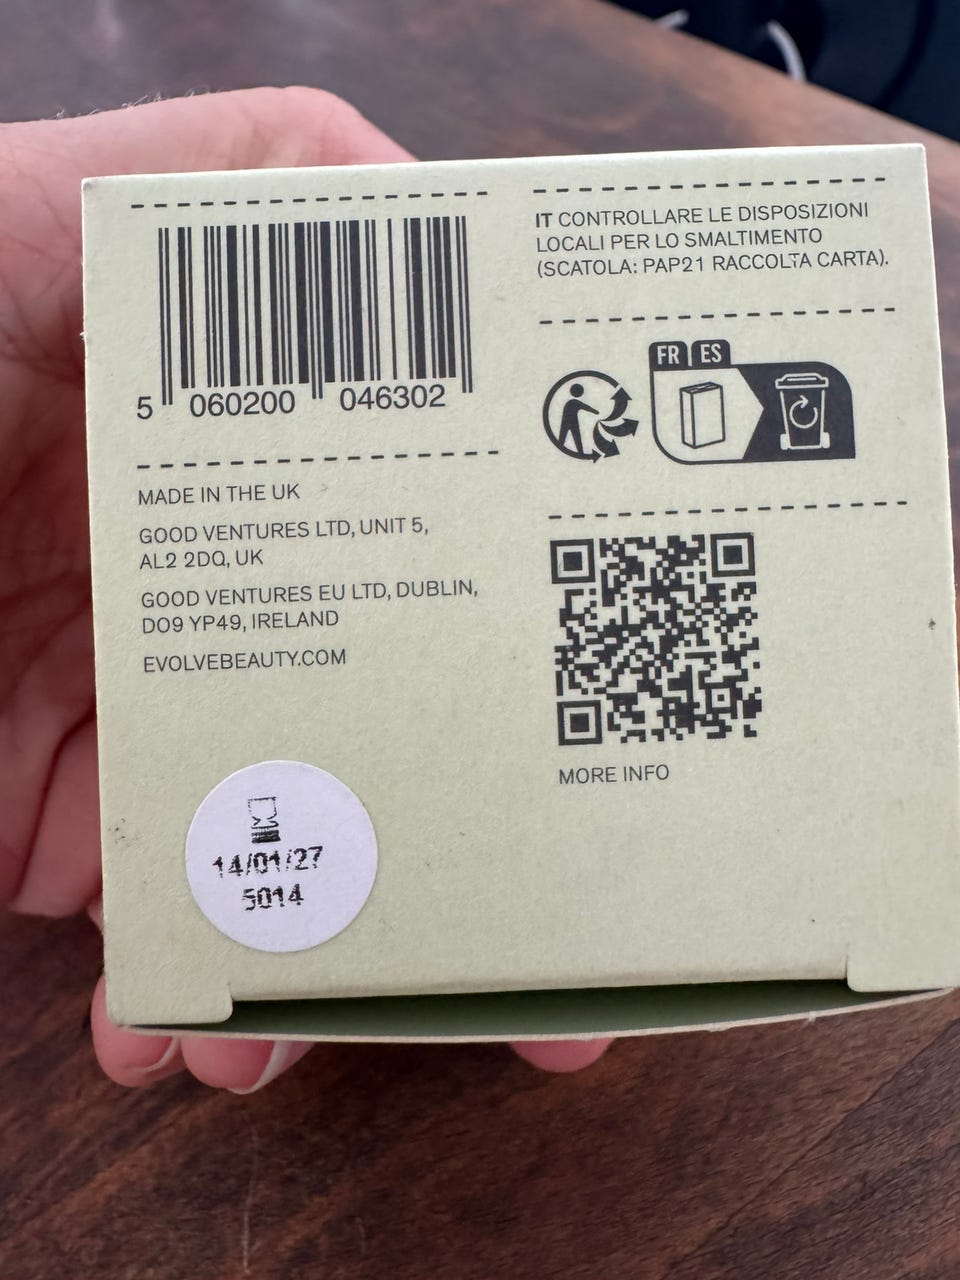 5 060200 046302
MADE IN THE UK
GOOD VENTURES LTD, UNIT 5,
AL2 2DQ, UK
GOOD VENTURES EU LTD, DUBLIN,
D09 YP49, IRELAND
EVOLVEBEAUTY.COM
14/01/27
5014
IT CONTROLLARE LE DISPOSIZIONI
LOCALI PER LO SMALTIMENTO
(SCATOLA: PAP21 RACCOLTA CARTA).
FR ES
MORE INFO